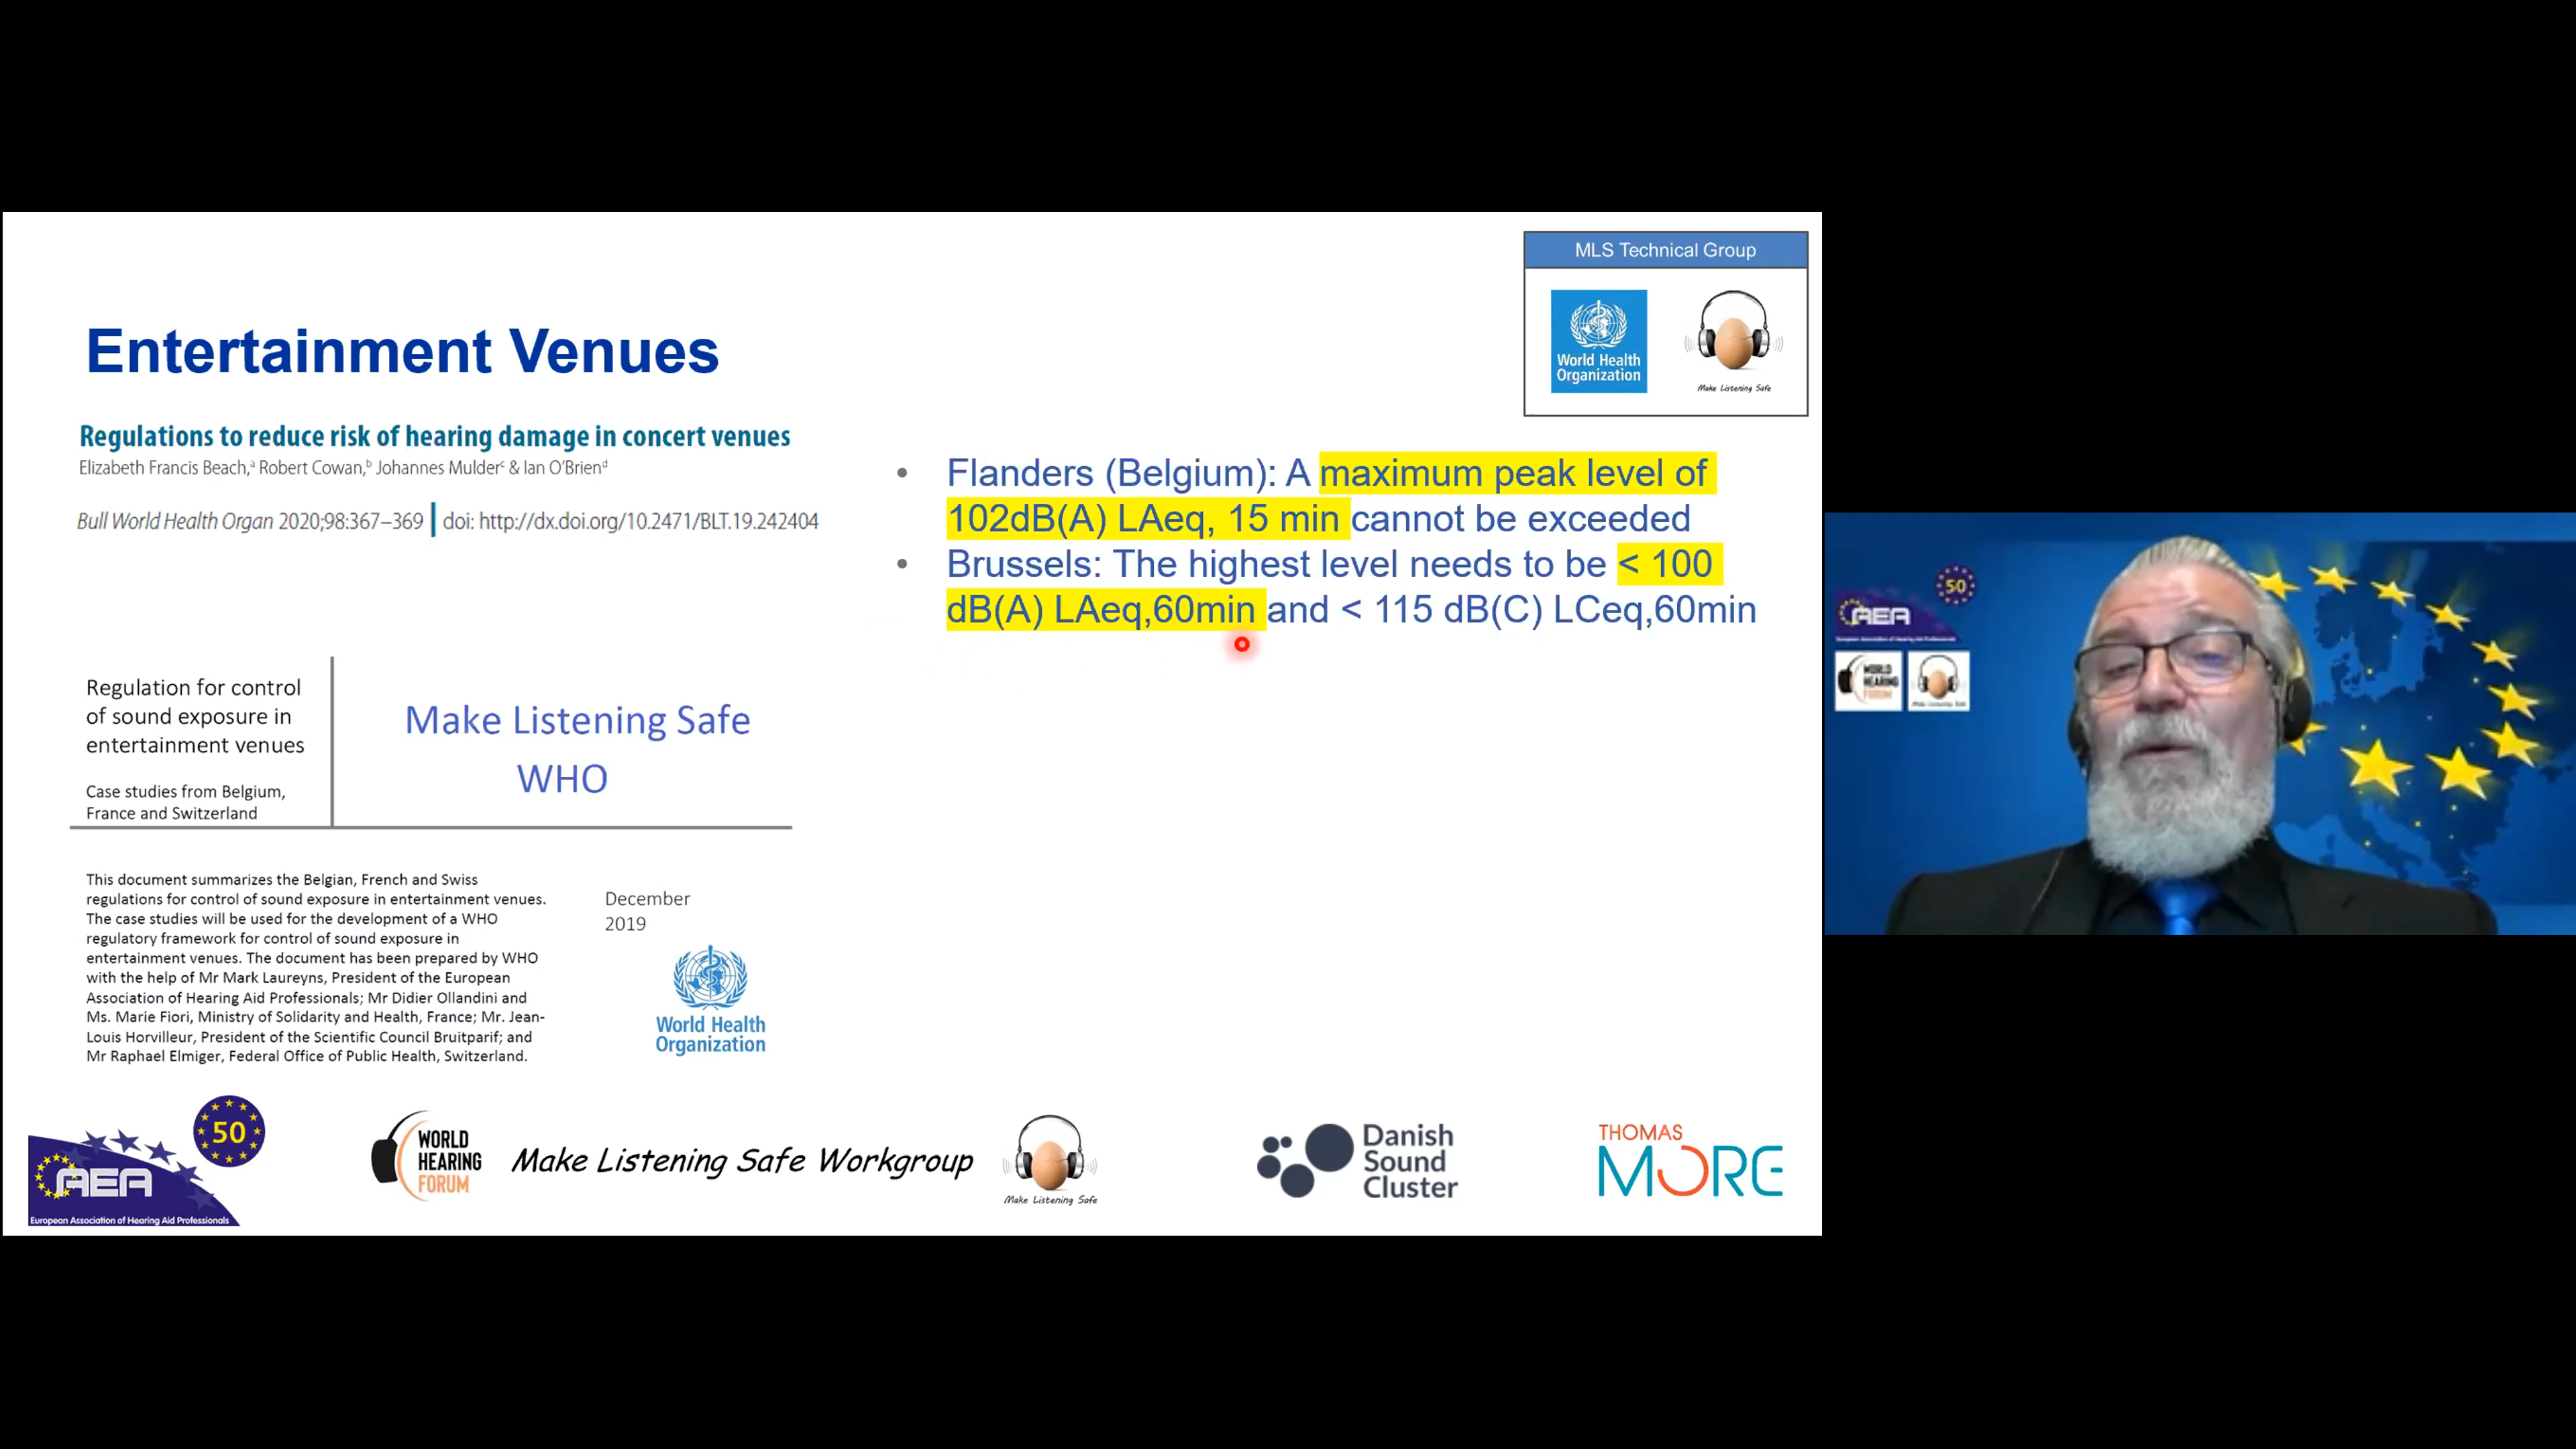 MLS Technical Group
World Health
Organization
Make Listening Safe
Entertainment Venues
Regulations to reduce risk of hearing damage in concert venues
Elizabeth Francis Beach,ᵃ Robert Cowan,ᵇ Johannes Mulderᶜ & Ian O'Brienᵈ
Bull World Health Organ 2020;98:367–369 | doi: http://dx.doi.org/10.2471/BLT.19.242404
• Flanders (Belgium): A maximum peak level of
102dB(A) LAeq, 15 min cannot be exceeded
• Brussels: The highest level needs to be < 100
dB(A) LAeq,60min and < 115 dB(C) LCeq,60min
Regulation for control
of sound exposure in
entertainment venues
Case studies from Belgium,
France and Switzerland
Make Listening Safe
WHO
This document summarizes the Belgian, French and Swiss
regulations for control of sound exposure in entertainment venues.
The case studies will be used for the development of a WHO
regulatory framework for control of sound exposure in
entertainment venues. The document has been prepared by WHO
with the help of Mr Mark Laureyns, President of the European
Association of Hearing Aid Professionals; Mr Didier Ollandini and
Ms. Marie Fiori, Ministry of Solidarity and Health, France; Mr. Jean-
Louis Horvilleur, President of the Scientific Council Bruitparif; and
Mr Raphael Elmiger, Federal Office of Public Health, Switzerland.
December
2019
World Health
Organization
50
AEA
European Association of Hearing Aid Professionals
WORLD
HEARING
FORUM
Make Listening Safe Workgroup
Make Listening Safe
Danish
Sound
Cluster
THOMAS
MORE
50
AEA
European Association of Hearing Aid Professionals
WORLD
HEARING
FORUM